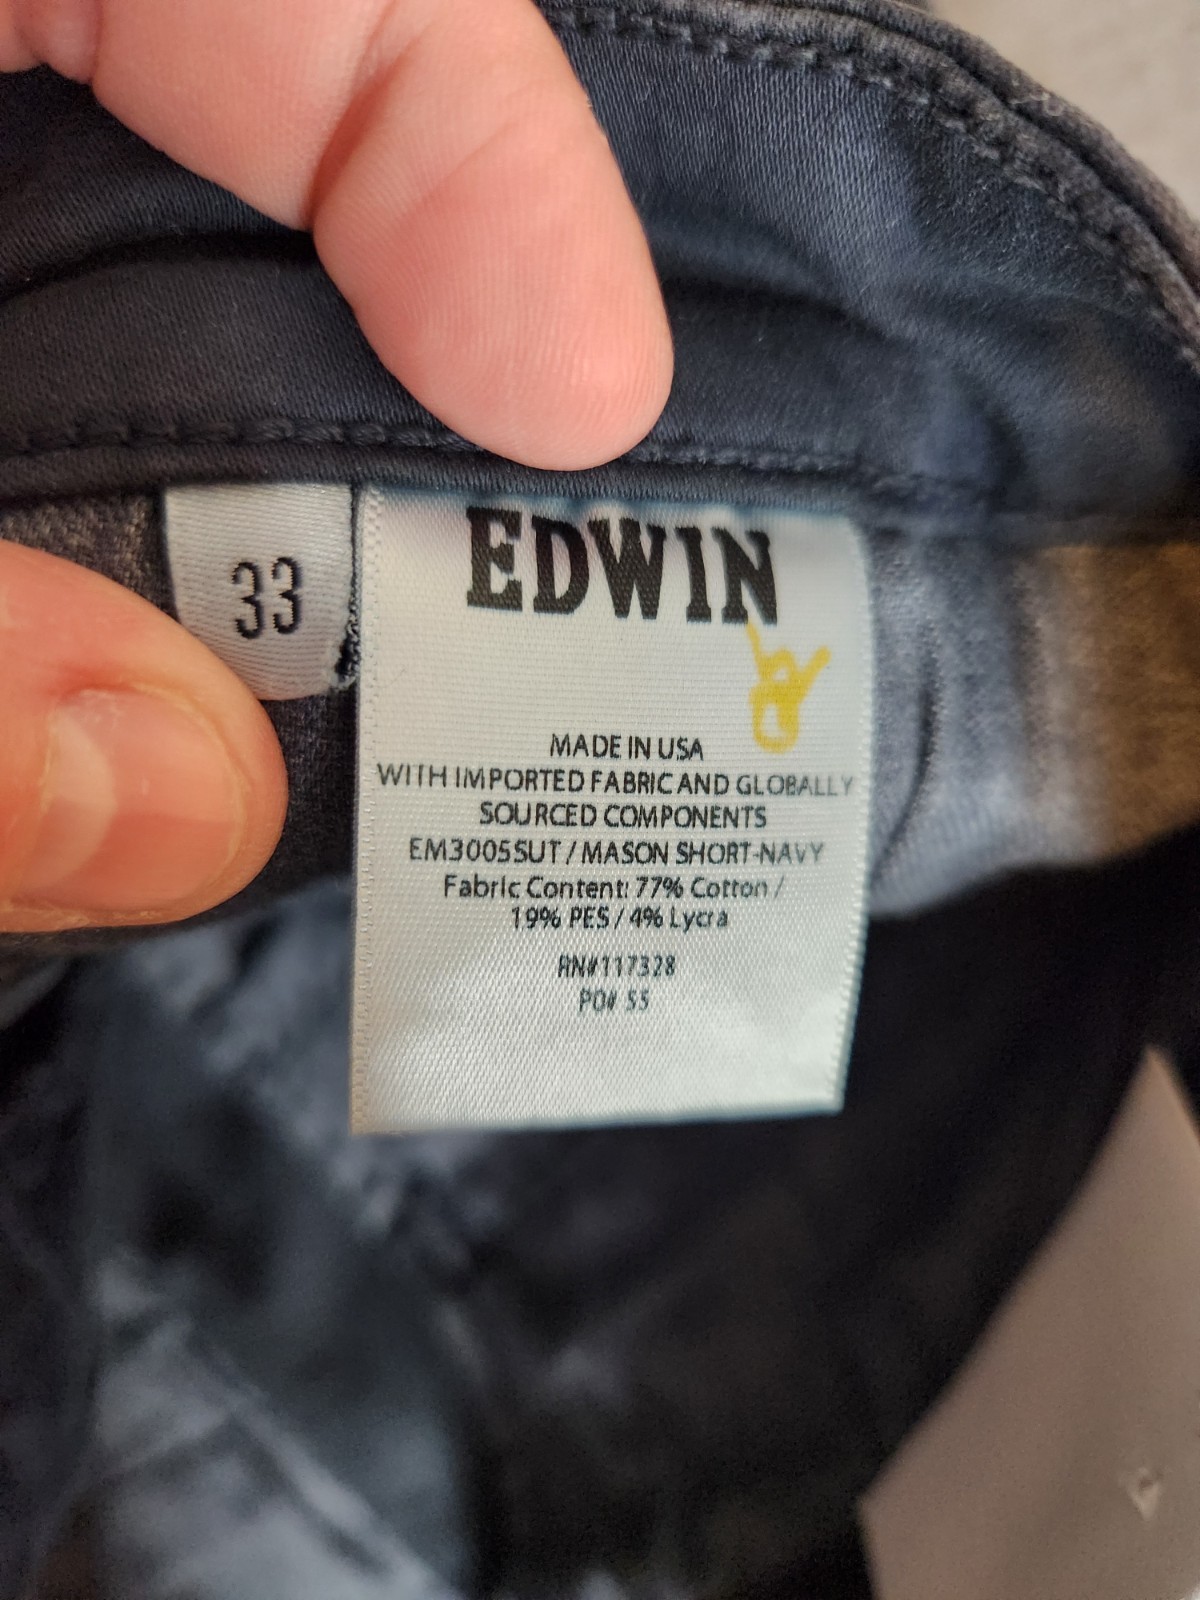 33
EDWIN
MADE IN USA
WITH IMPORTED FABRIC AND GLOBALLY
SOURCED COMPONENTS
EM3005SUT / MASON SHORT-NAVY
Fabric Content: 77% Cotton /
19% PES / 4% Lycra
RN#117328
PO# 55